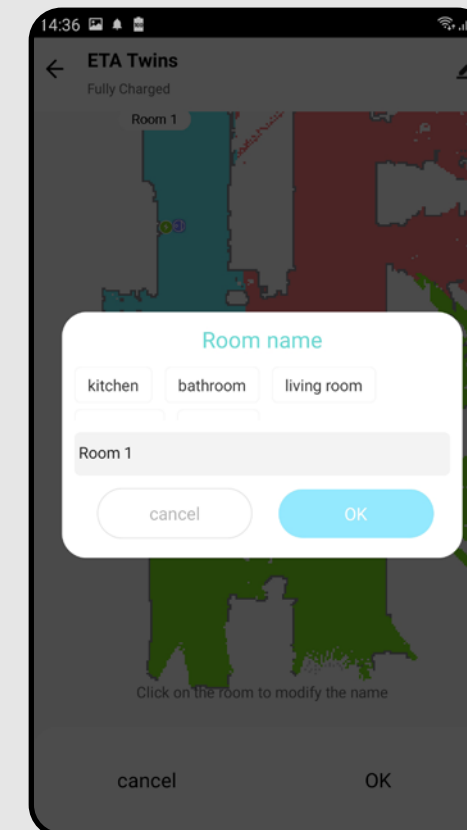 14:36
ETA Twins
Fully Charged
Room 1
Room name
kitchen bathroom living room
Room 1
cancel OK
Click on the room to modify the name
cancel OK